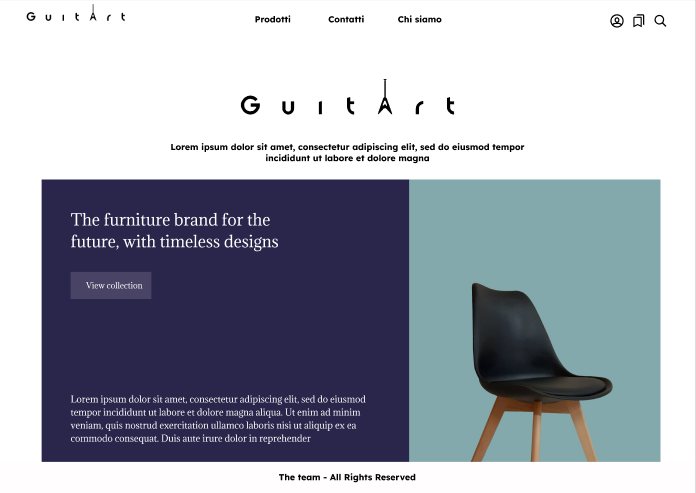 GuitArt
Prodotti
Contatti
Chi siamo
GuitArt
Lorem ipsum dolor sit amet, consectetur adipiscing elit, sed do eiusmod tempor
incididunt ut labore et dolore magna
The furniture brand for the
future, with timeless designs
View collection
Lorem ipsum dolor sit amet, consectetur adipiscing elit, sed do eiusmod
tempor incididunt ut labore et dolore magna aliqua. Ut enim ad minim
veniam, quis nostrud exercitation ullamco laboris nisi ut aliquip ex ea
commodo consequat. Duis aute irure dolor in reprehender
The team - All Rights Reserved